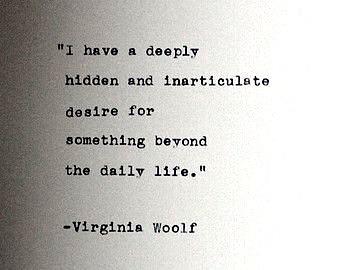 "I have a deeply
hidden and inarticulate
desire for
something beyond
the daily life."
-Virginia Woolf